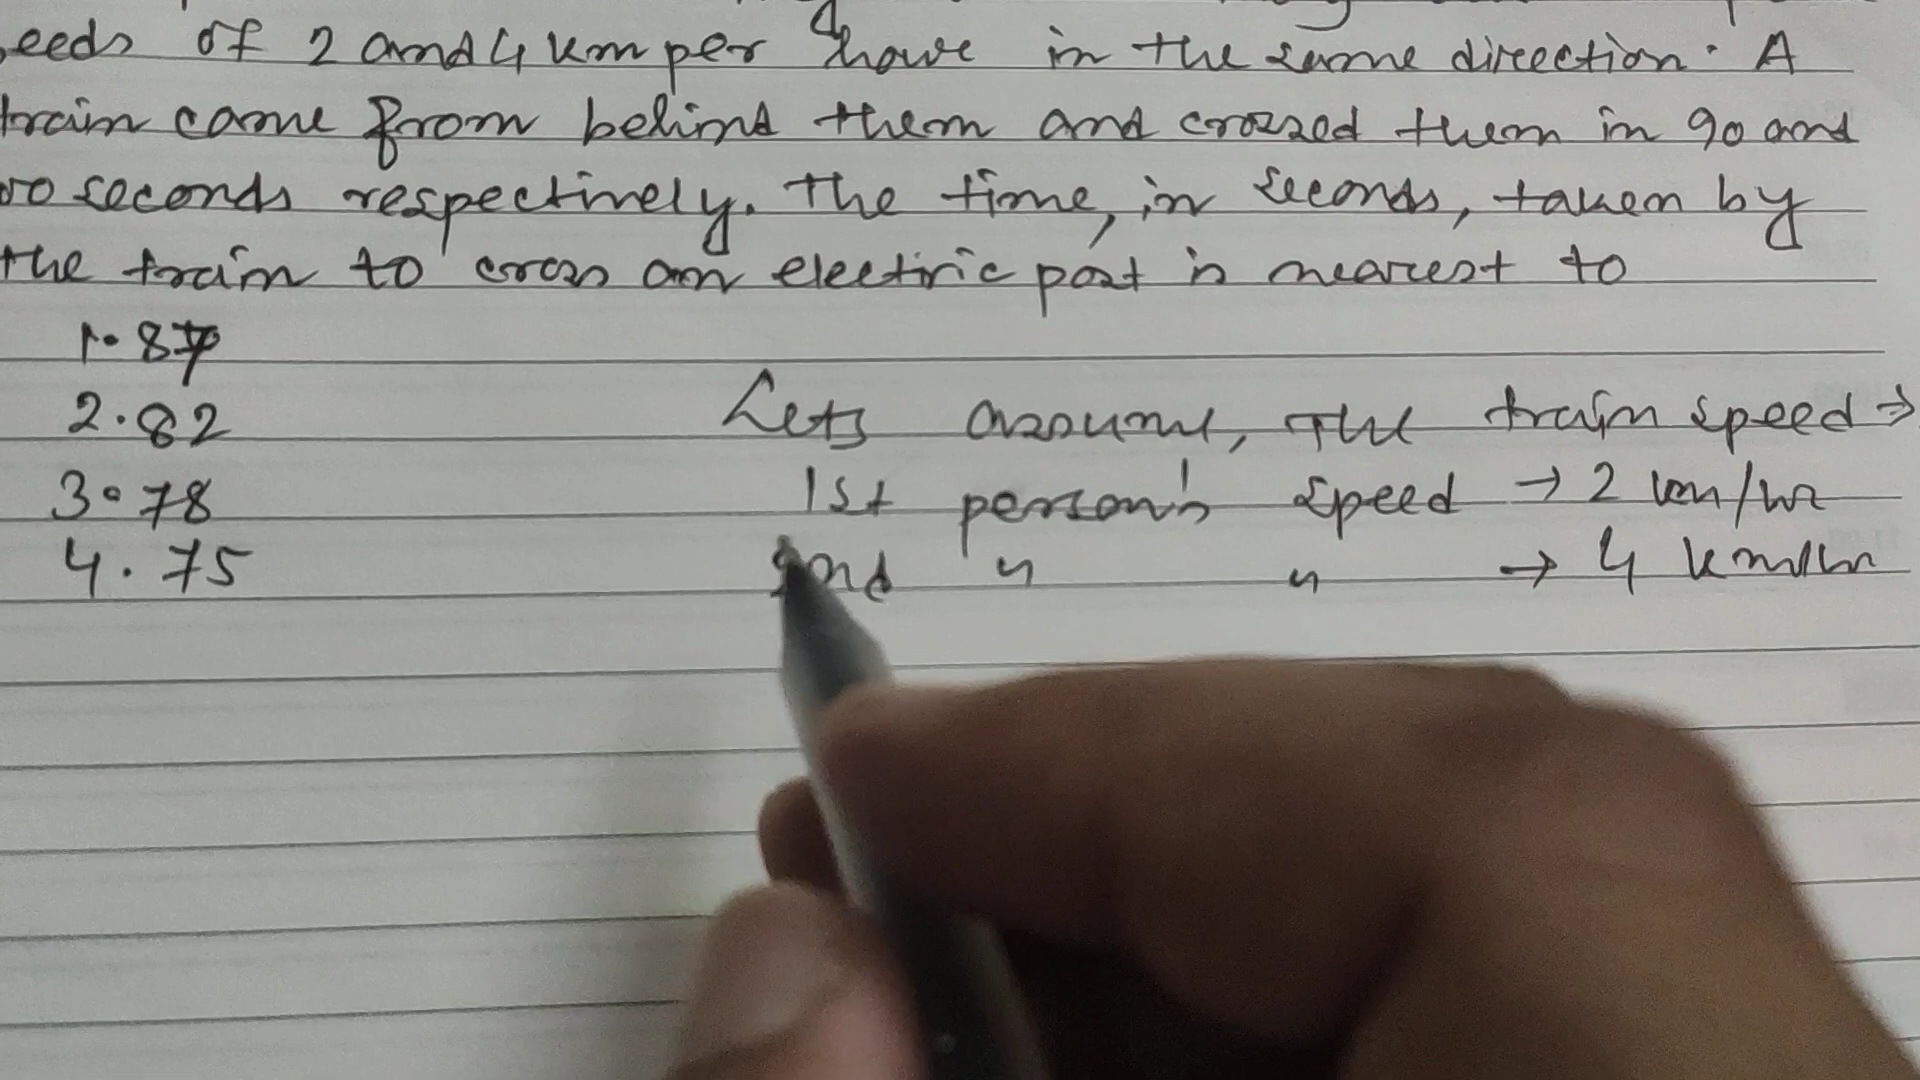 eeds of 2 and 4 km per houre in the same direction. A
train came from behind them and crossed them in 90 and
00 seconds respectively. The time, in seconds, taken by
the train to cross an electric post is nearest to
1. 87
2. 82
3. 78
4. 75
Lets assume, The train speed →
1st person's speed → 2 km/hr
2nd " " → 4 km/hr